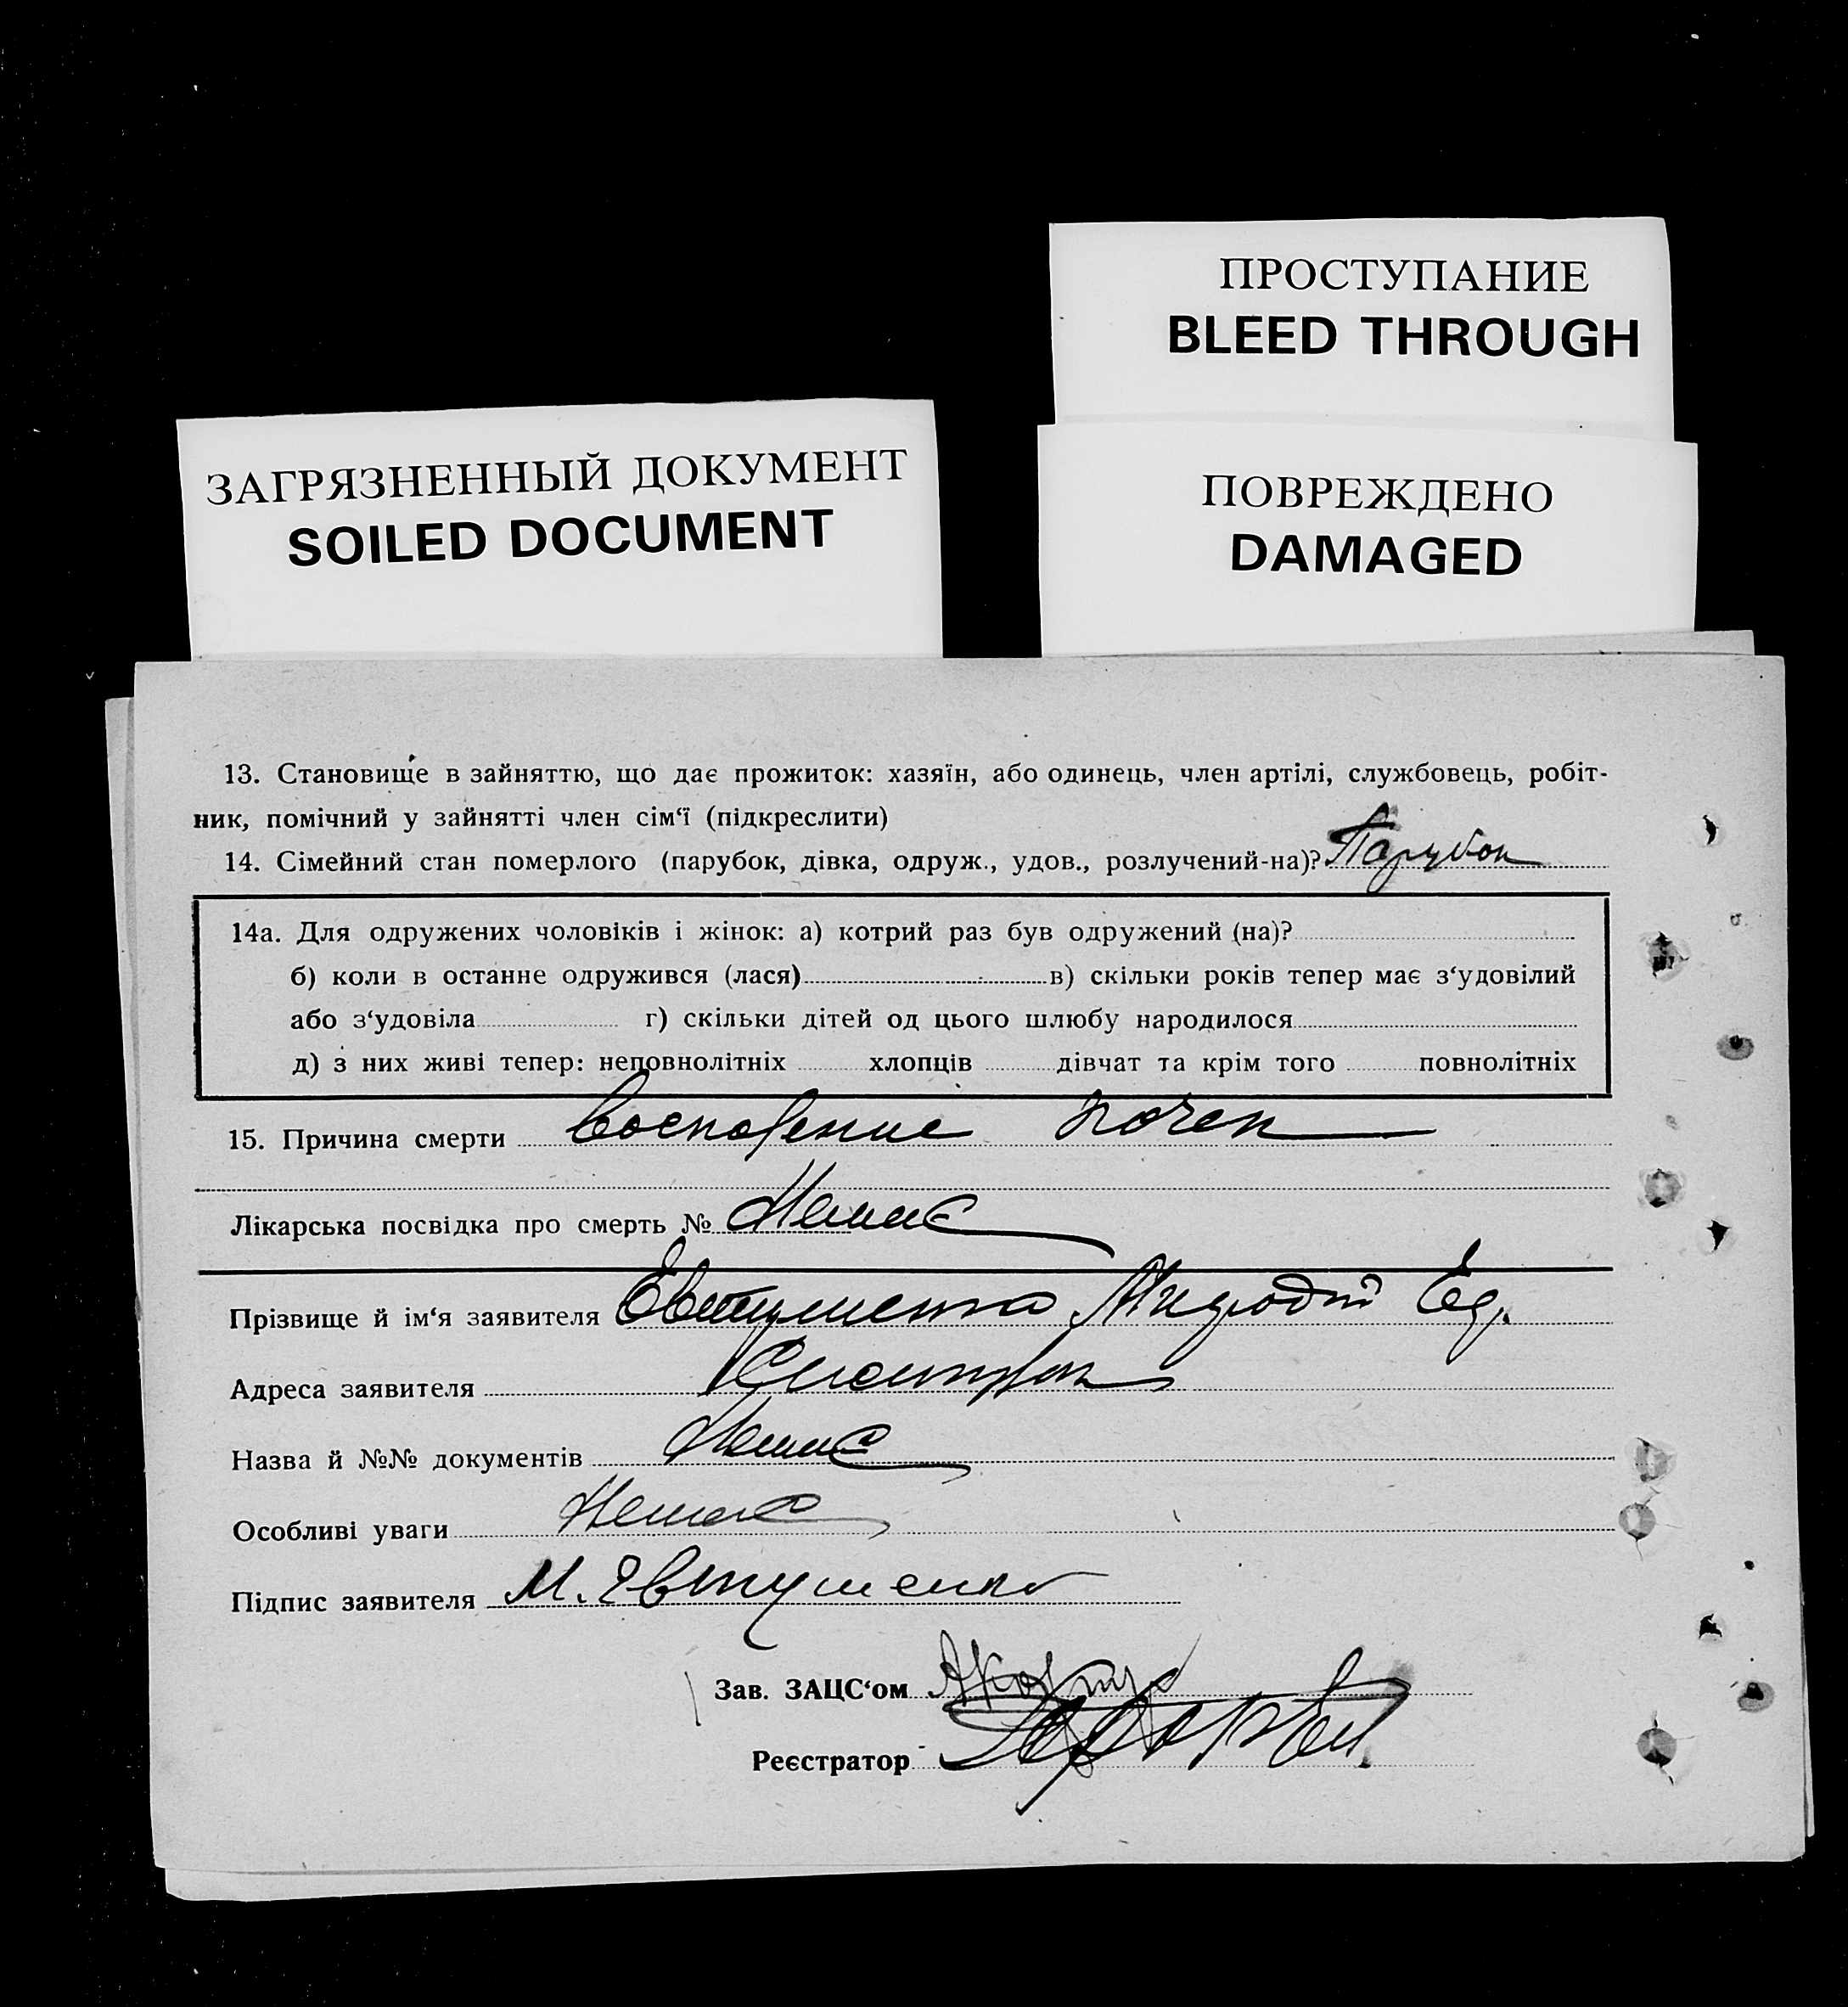 ПРОСТУПАНИЕ
BLEED THROUGH
ЗАГРЯЗНЕННЫЙ ДОКУМЕНТ
SOILED DOCUMENT
ПОВРЕЖДЕНО
DAMAGED
13. Становище в зайняттю, що дає прожиток: хазяїн, або одинець, член артілі, службовець, робіт-
ник, помічний у зайнятті член сім‘ї (підкреслити)
14. Сімейний стан померлого (парубок, дівка, одруж., удов., розлучений-на)? Парубок
14а. Для одружених чоловіків і жінок: а) котрий раз був одружений (на)?
б) коли в останне одружився (лася) в) скільки років тепер має з‘удовілий
або з‘удовіла г) скільки дітей од цього шлюбу народилося
д) з них живі тепер: неповнолітніх хлопців дівчат та крім того повнолітніх
15. Причина смерти Воспаление почек
Лікарська посвідка про смерть № Немає
Прізвище й ім‘я заявителя Евтушенко
Адреса заявителя
Назва й №№ документів Немає
Особливі уваги Немає
Підпис заявителя М. Євтушенко
Зав. ЗАЦС‘ом
Реєстратор